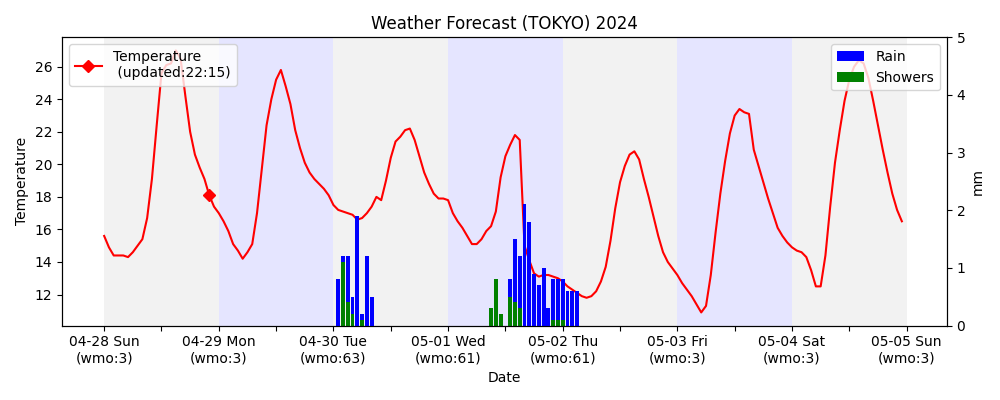 Weather Forecast (TOKYO) 2024
Temperature
(updated:22:15)
Rain
Showers
Temperature
26
24
22
20
18
16
14
12
5
4
3
2
1
0
mm
04-28 Sun 04-29 Mon 04-30 Tue 05-01 Wed 05-02 Thu 05-03 Fri 05-04 Sat 05-05 Sun
(wmo:3) (wmo:3) (wmo:63) (wmo:61) (wmo:61) (wmo:3) (wmo:3) (wmo:3)
Date